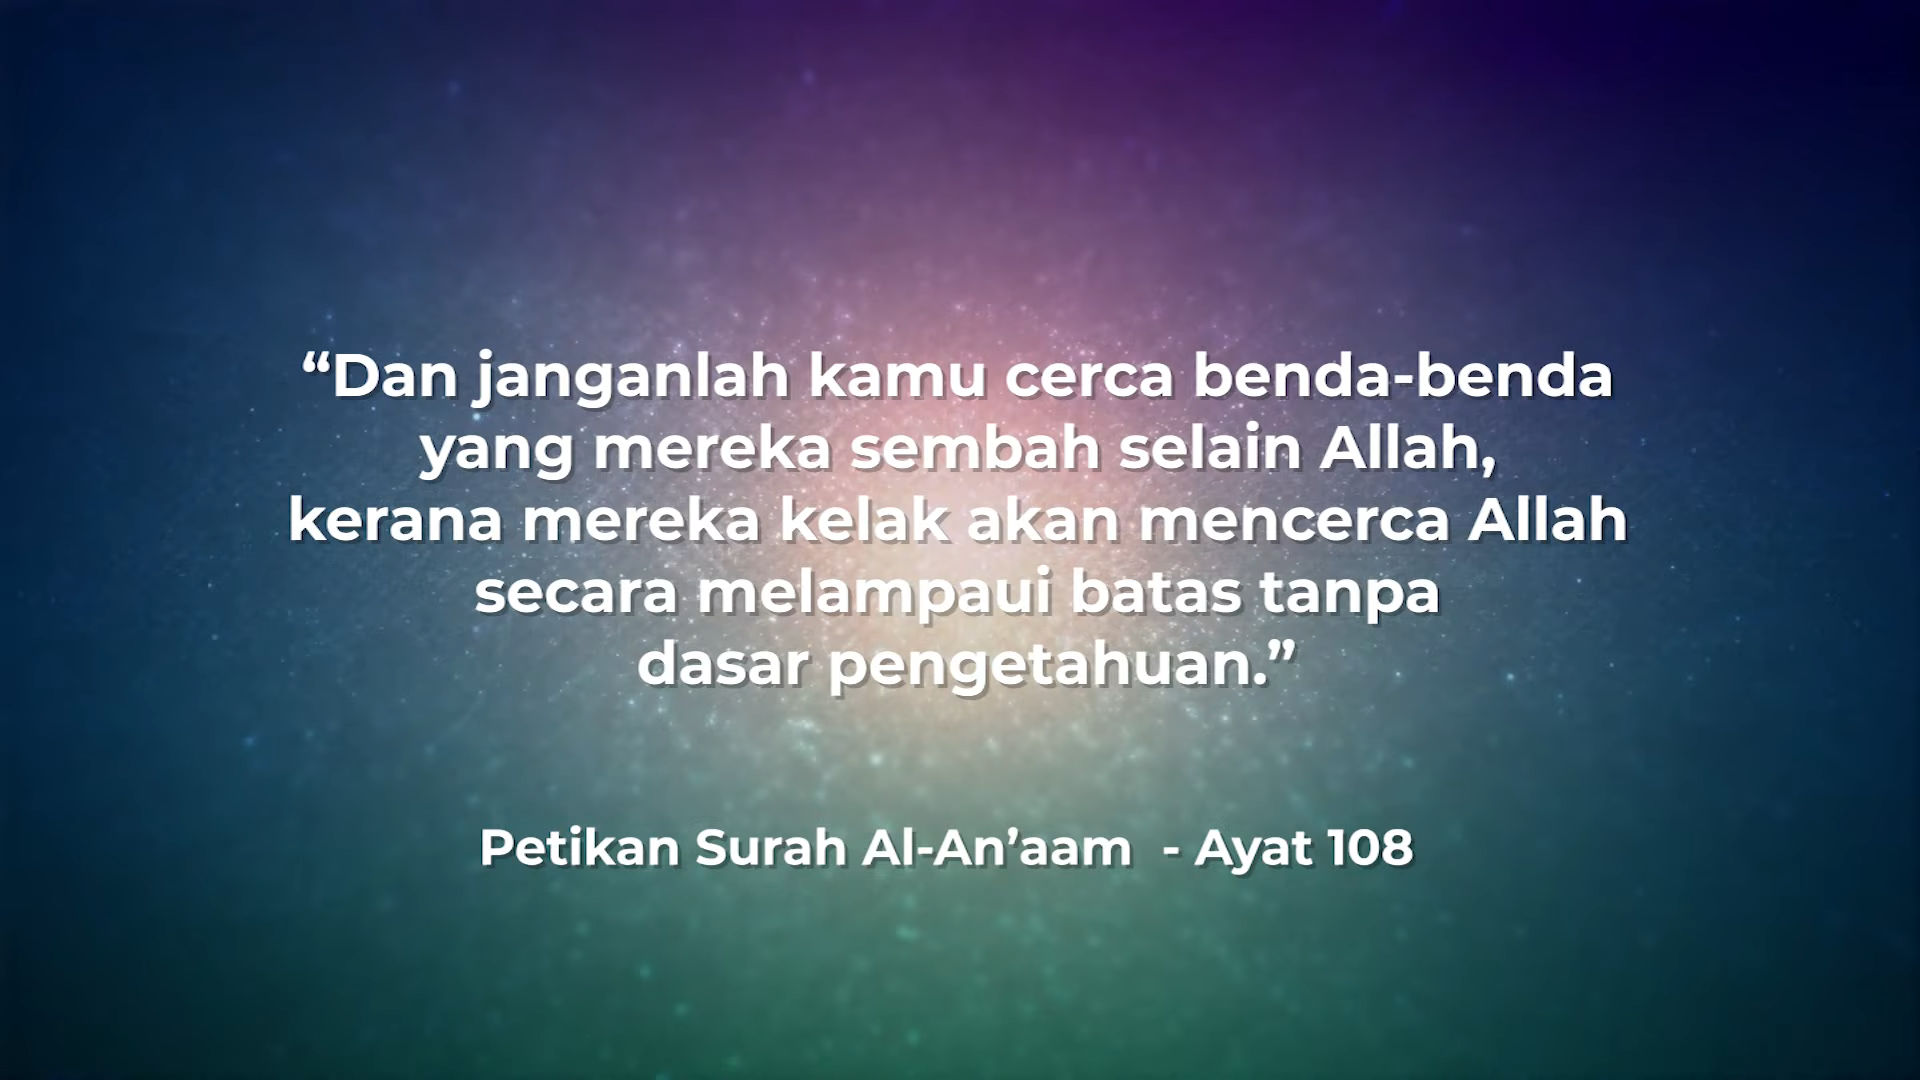 “Dan janganlah kamu cerca benda-benda
yang mereka sembah selain Allah,
kerana mereka kelak akan mencerca Allah
secara melampaui batas tanpa
dasar pengetahuan.”
Petikan Surah Al-An’aam - Ayat 108